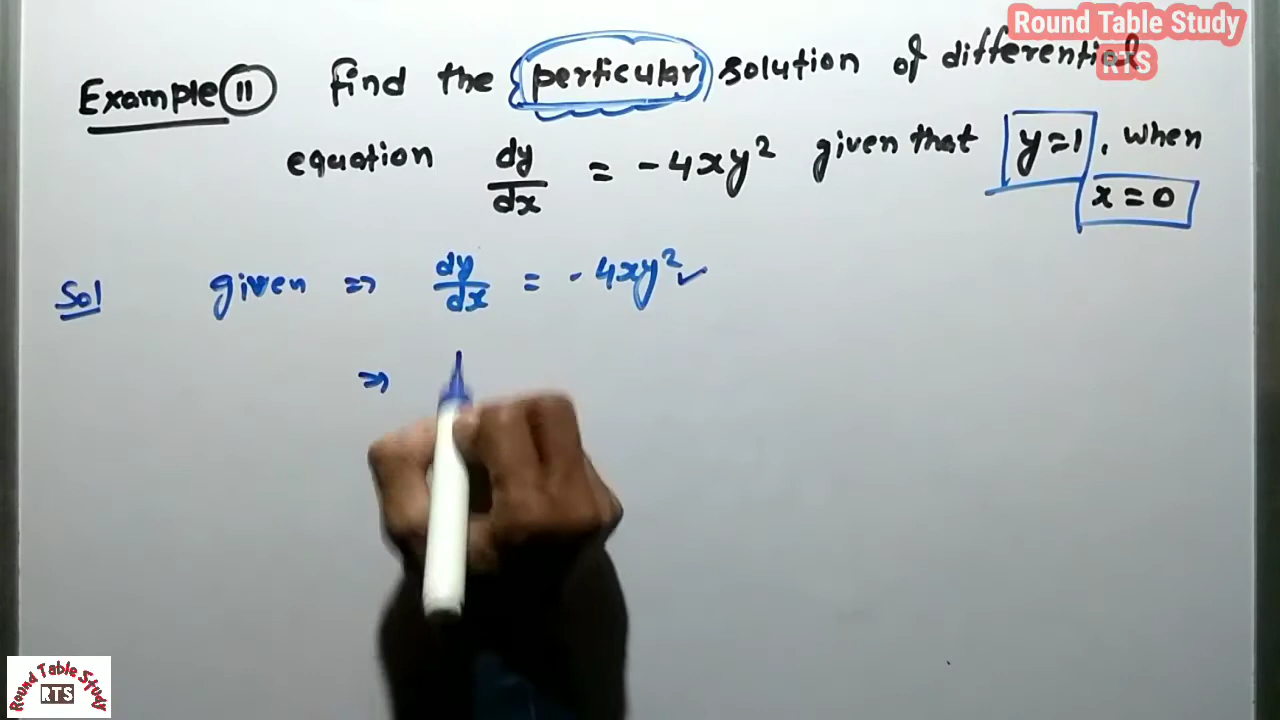 Round Table Study
RTS
Example 11 Find the perticular solution of differential
equation dy/dx = -4xy² given that y=1, when
x=0
Sol given ⇒ dy/dx = -4xy² ✓
⇒
Round Table Study
RTS